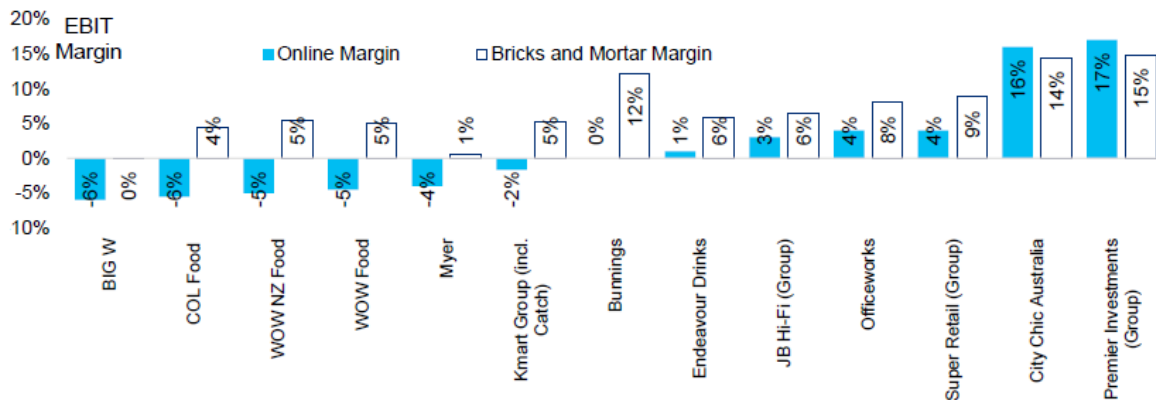 EBIT
Margin
Online Margin
Bricks and Mortar Margin
20%
15%
10%
5%
0%
-5%
10%
-6%
0%
-6%
4%
-5%
5%
-5%
5%
-4%
1%
-2%
5%
0%
12%
1%
6%
3%
6%
4%
8%
4%
9%
16%
14%
17%
15%
BIG W
COL Food
WOW NZ Food
WOW Food
Myer
Kmart Group (incl.
Catch)
Bunnings
Endeavour Drinks
JB Hi-Fi (Group)
Officeworks
Super Retail (Group)
City Chic Australia
Premier Investments
(Group)